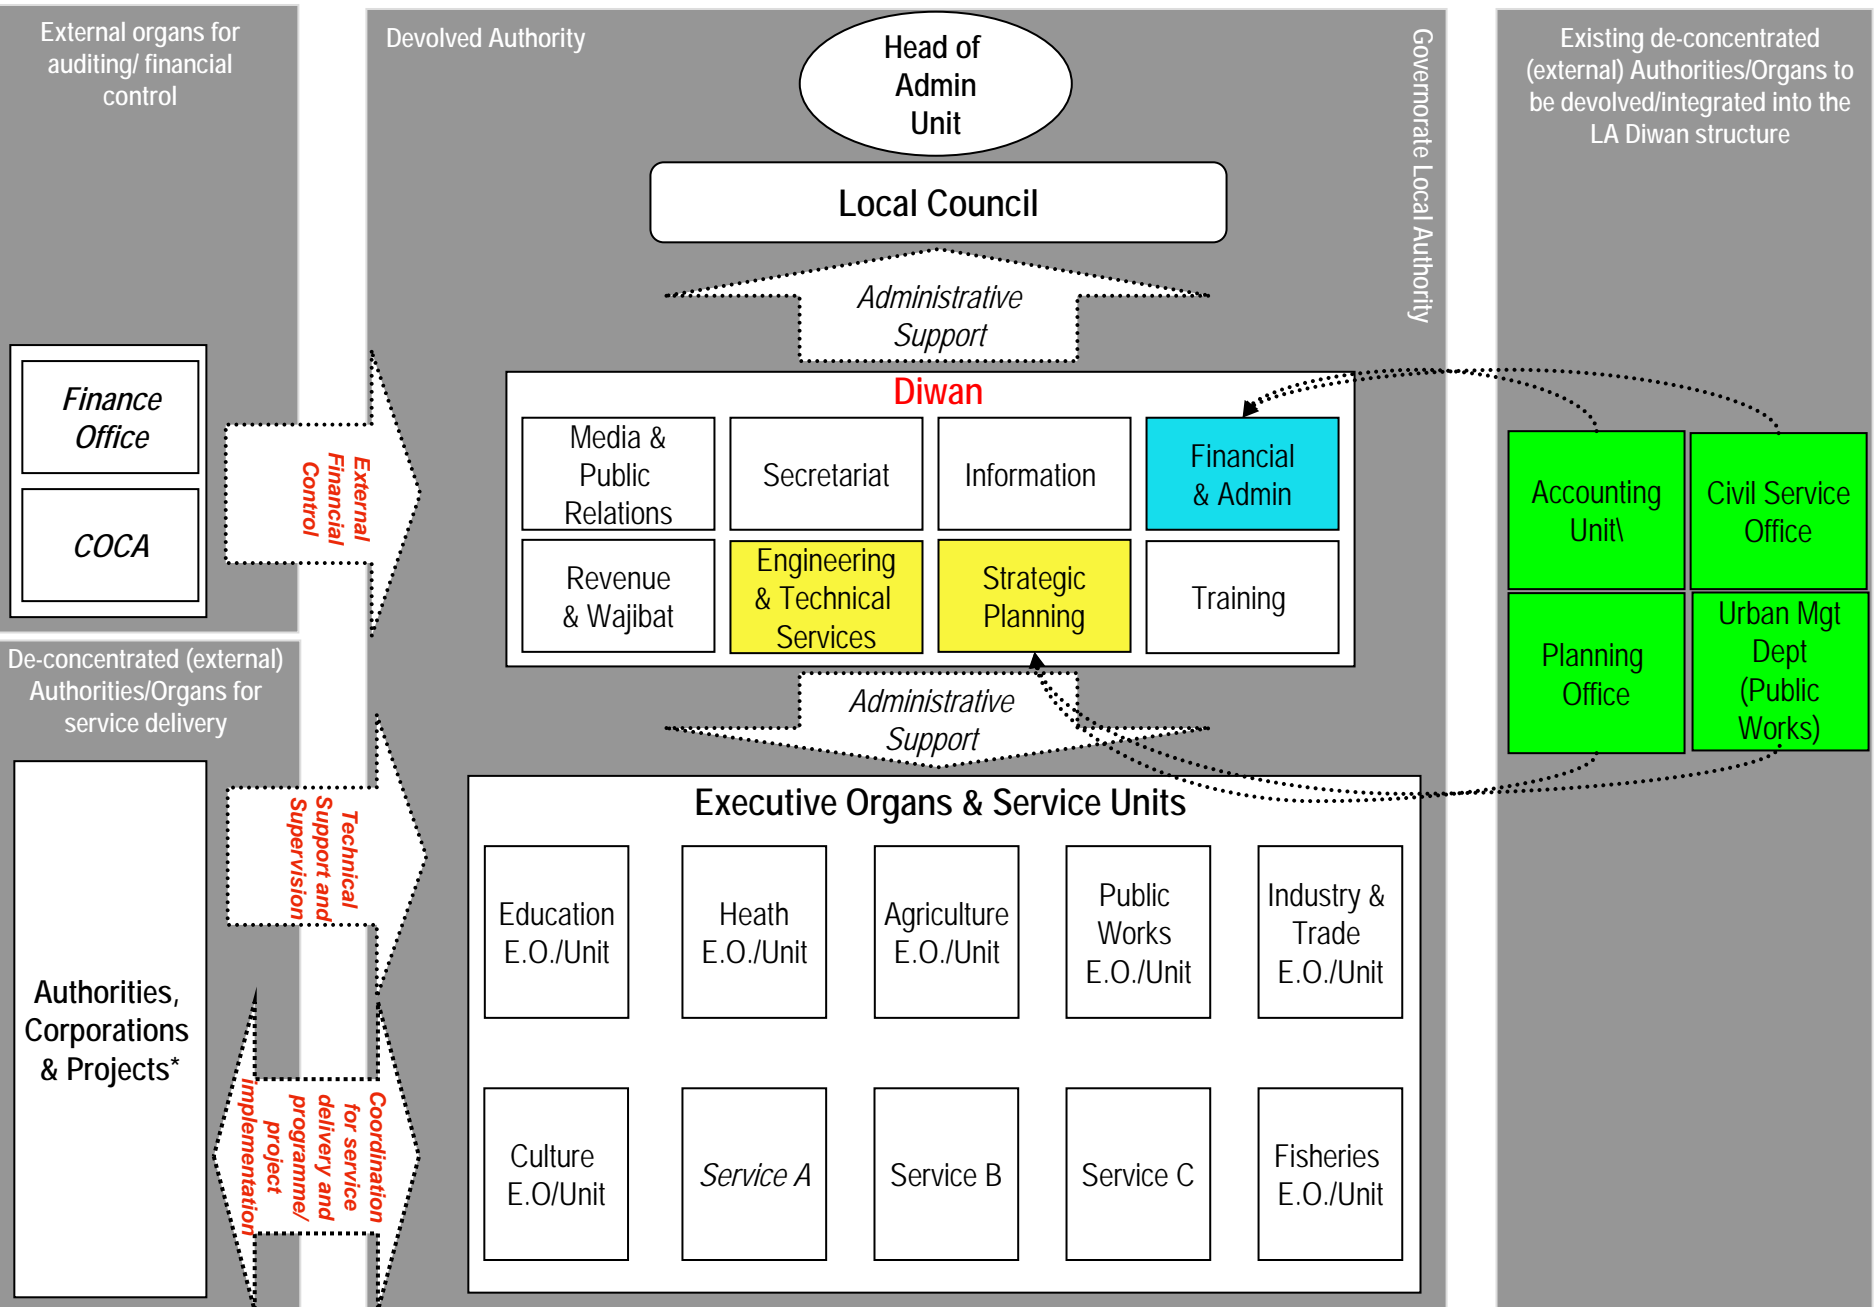 External organs for
auditing/ financial
control
Finance
Office
COCA
External
Financial
Control
De-concentrated (external)
Authorities/Organs for
service delivery
Authorities,
Corporations
& Projects*
Technical
Support and
Supervision
Coordination
for service
delivery and
programme/
project
implementation
Devolved Authority
Governorate Local Authority
Head of
Admin
Unit
Local Council
Administrative
Support
Diwan
Media &
Public
Relations
Secretariat
Information
Financial
& Admin
Revenue
& Wajibat
Engineering
& Technical
Services
Strategic
Planning
Training
Administrative
Support
Executive Organs & Service Units
Education
E.O./Unit
Heath
E.O./Unit
Agriculture
E.O./Unit
Public
Works
E.O./Unit
Industry &
Trade
E.O./Unit
Culture
E.O/Unit
Service A
Service B
Service C
Fisheries
E.O./Unit
Existing de-concentrated
(external) Authorities/Organs to
be devolved/integrated into the
LA Diwan structure
Accounting
Unit\
Civil Service
Office
Planning
Office
Urban Mgt
Dept
(Public
Works)